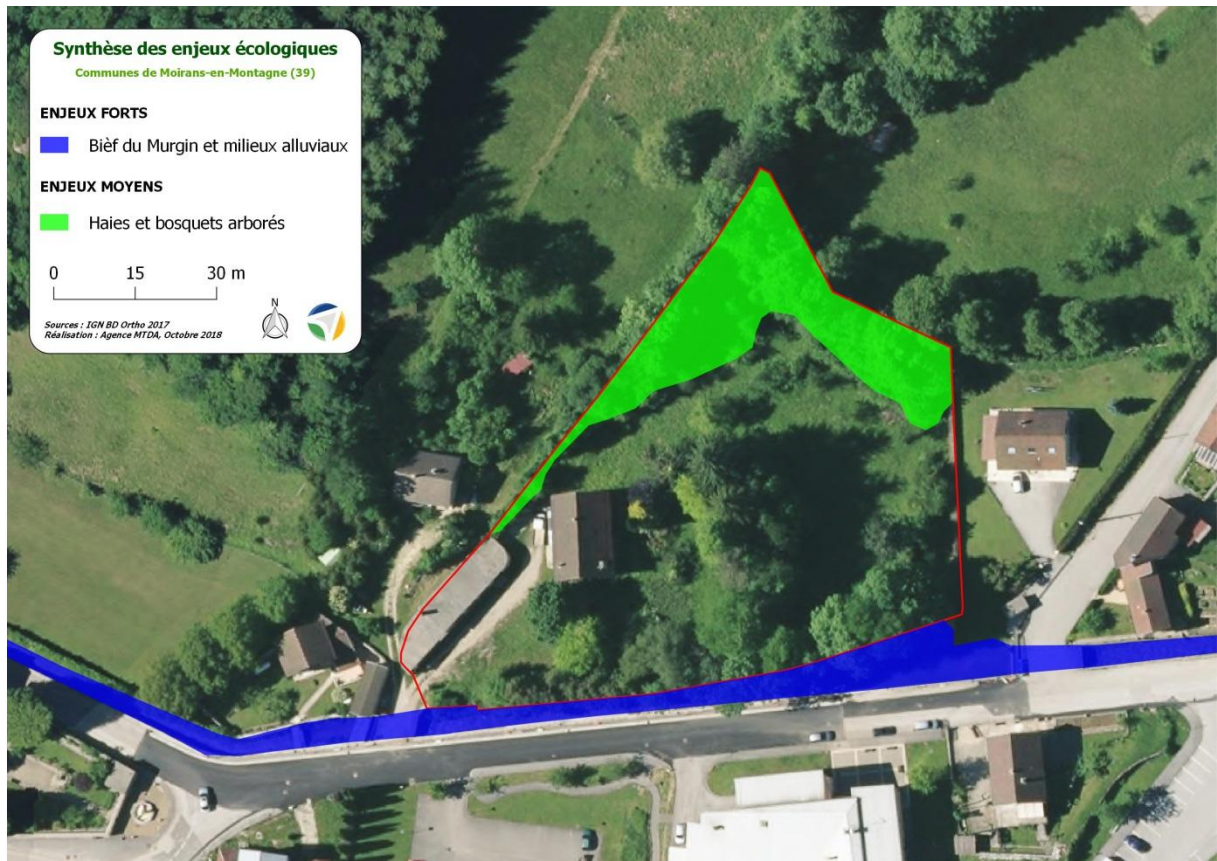 Synthèse des enjeux écologiques
Communes de Moirans-en-Montagne (39)
ENJEUX FORTS
Bièf du Murgin et milieux alluviaux
ENJEUX MOYENS
Haies et bosquets arborés
0 15 30 m
N
Sources : IGN BD Ortho 2017
Réalisation : Agence MTDA, Octobre 2018